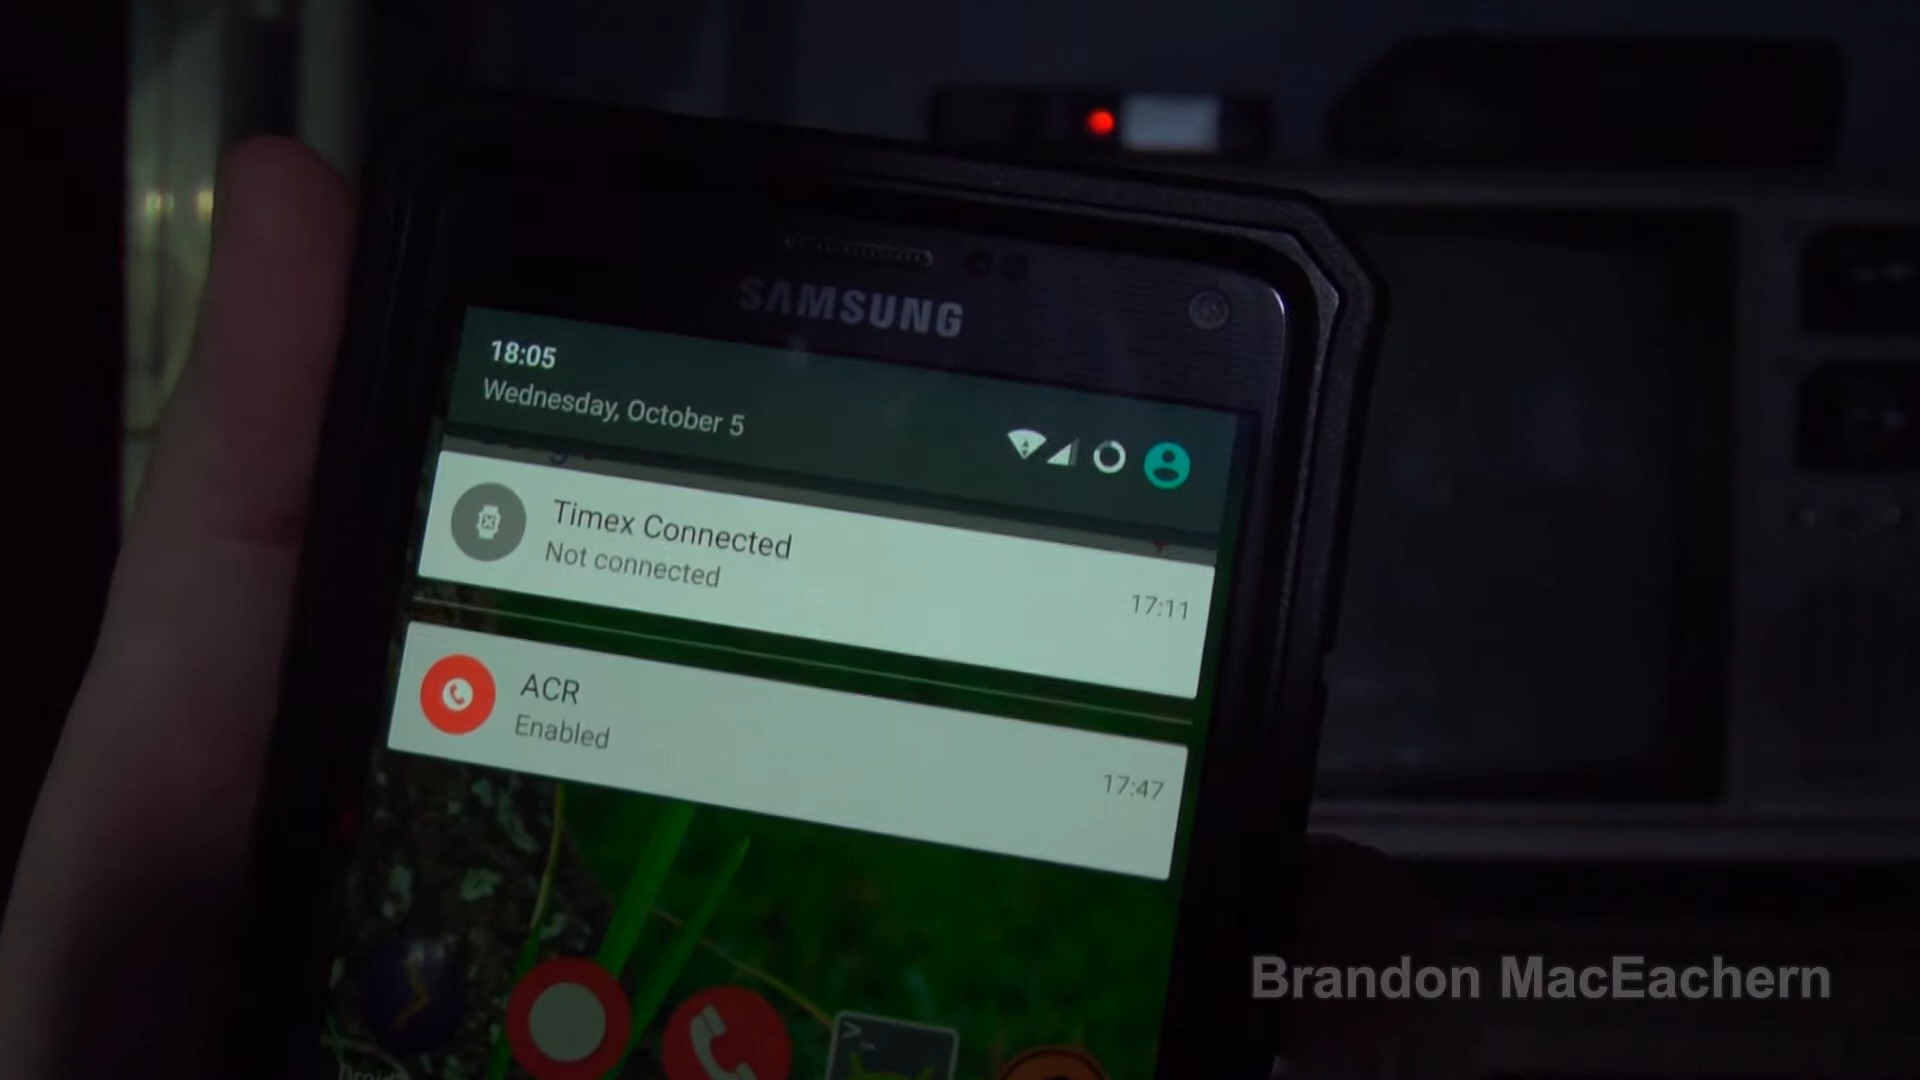 SAMSUNG
18:05
Wednesday, October 5
Timex Connected
Not connected
17:11
ACR
Enabled
17:47
>_
Brandon MacEachern